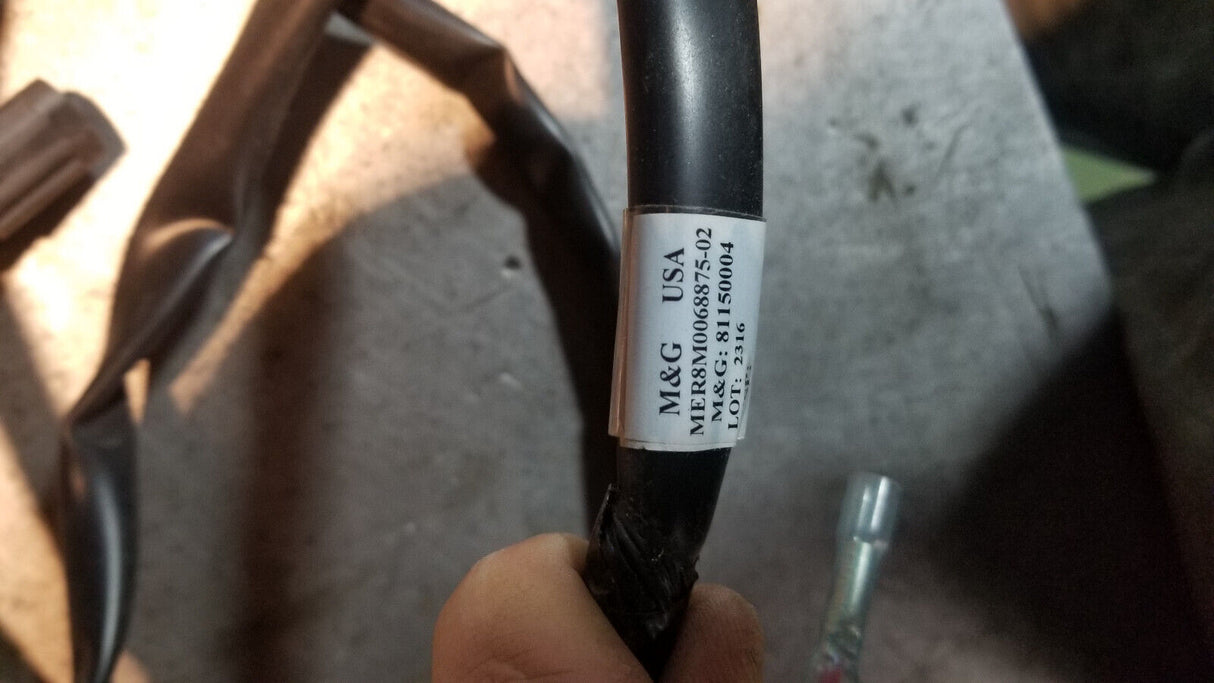 M&G USA
MER8M0068875-02
M&G: 81150004
LOT: 2316